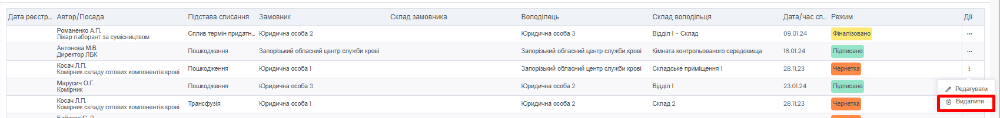 Дата реєстр... Автор/Посада Підстава списання Замовник Склад замовника Володілець Склад володільця Дата/час сп... Режим Дії
Романенко А.П.
Лікар лаборант за сумісництвом Сплив термін придатн... Юридична особа 2 Юридична особа 3 Відділ 1 - Склад 09.01.24 Фіналізовано
Антонова М.В.
Директор ЛБК Пошкодження Запорізький обласний центр служби крові Запорізький обласний центр служби крові Кімната контрольованого середовища 16.01.24 Підписано
Косач Л.П.
Комірник складу готових компонентів крові Пошкодження Юридична особа 1 Запорізький обласний центр служби крові Складське приміщення 1 28.11.23 Чернетка
Марусич О.Г.
Комірник Пошкодження Юридична особа 3 Юридична особа 2 Відділ 1 23.01.24 Підписано
Редагувати
Косач Л.П.
Комірник складу готових компонентів крові Трансфузія Юридична особа 1 Юридична особа 2 Склад 2 28.11.23 Чернетка
Видалити